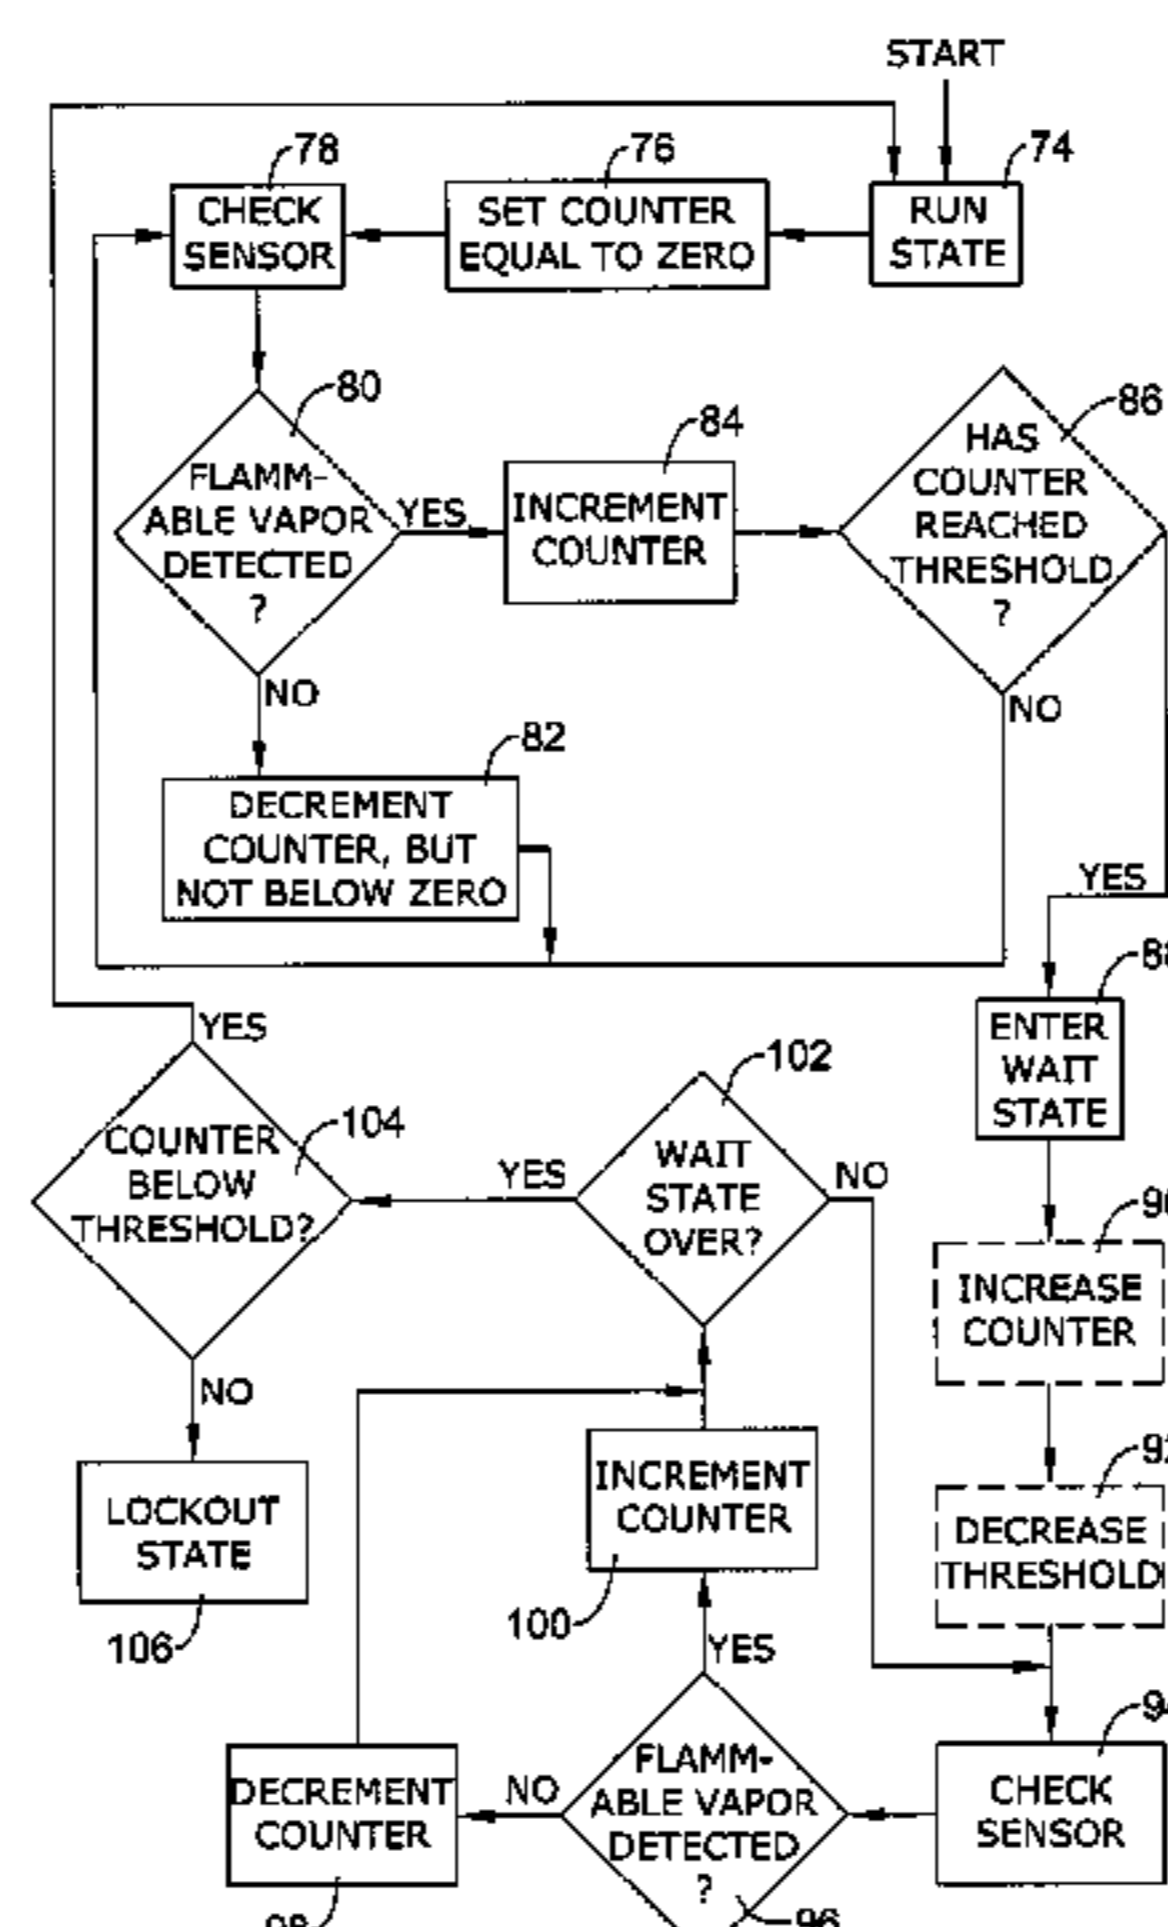 START
78
76
74
CHECK
SENSOR
SET COUNTER
EQUAL TO ZERO
RUN
STATE
80
84
86
FLAMM-
ABLE VAPOR
DETECTED
?
YES
INCREMENT
COUNTER
HAS
COUNTER
REACHED
THRESHOLD
?
NO
NO
82
DECREMENT
COUNTER, BUT
NOT BELOW ZERO
YES
88
ENTER
WAIT
STATE
YES
102
104
COUNTER
BELOW
THRESHOLD?
YES
WAIT
STATE
OVER?
NO
INCREASE
COUNTER
NO
92
DECREASE
THRESHOLD
LOCKOUT
STATE
106
INCREMENT
COUNTER
100
YES
CHECK
SENSOR
FLAMM-
ABLE VAPOR
DETECTED
?
NO
DECREMENT
COUNTER
98
96